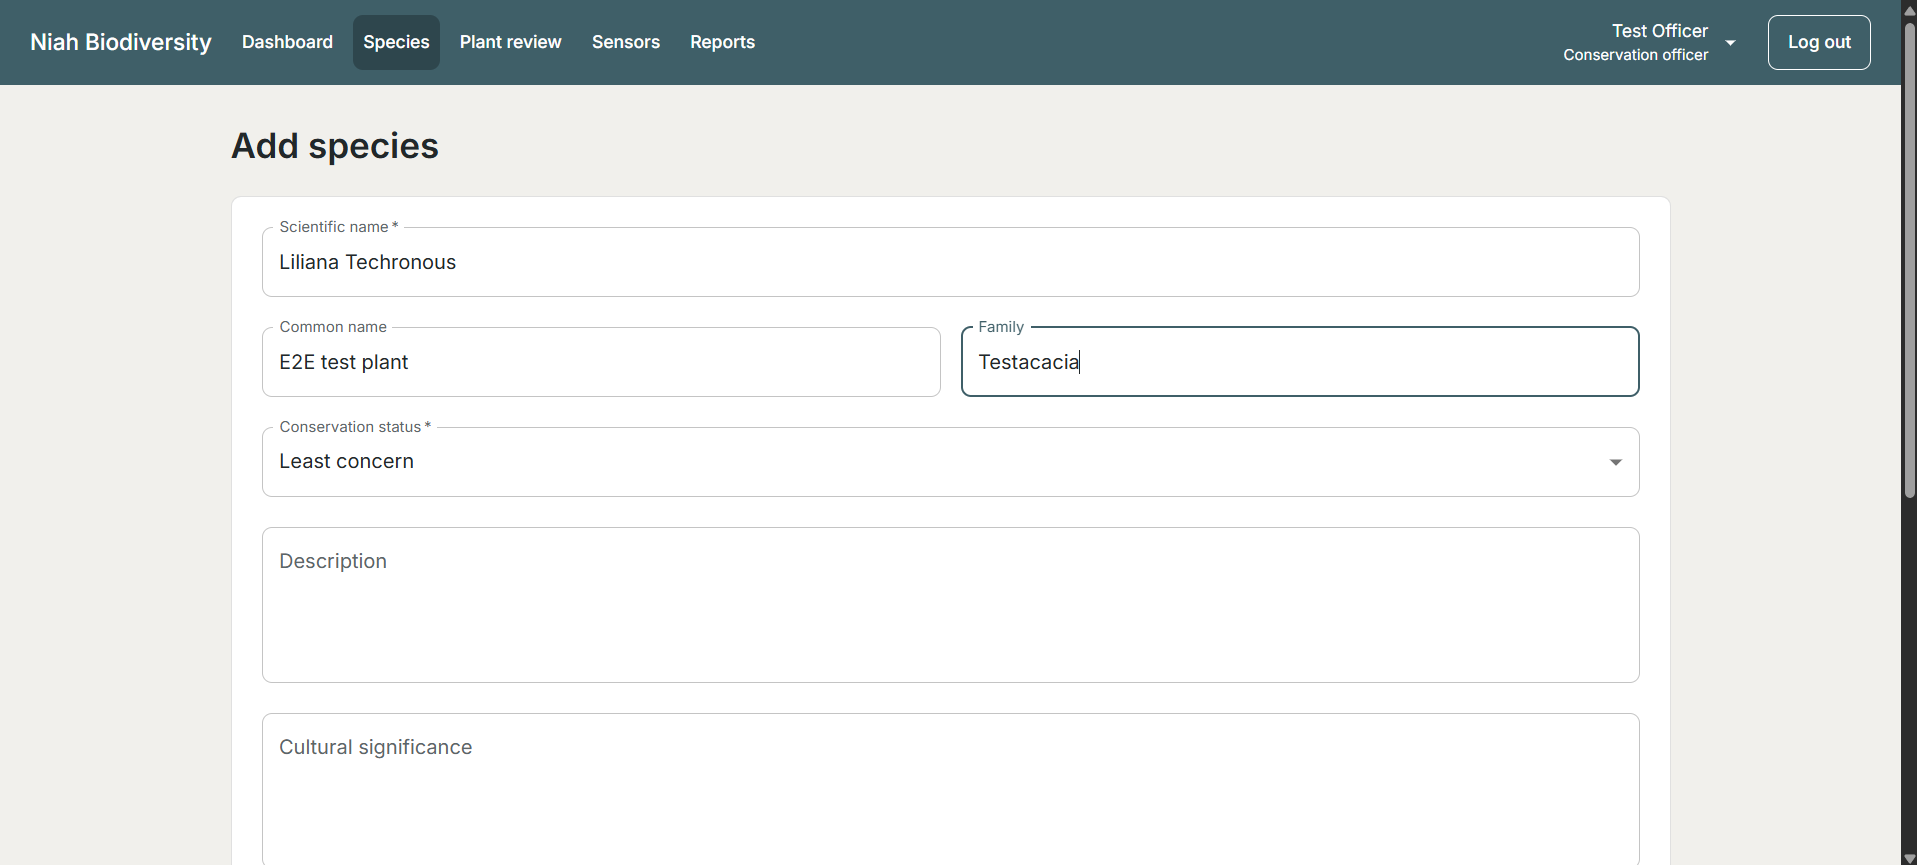 Niah Biodiversity Dashboard Species Plant review Sensors Reports Test Officer
Conservation officer
Log out
Add species
Scientific name *
Liliana Techronous
Common name Family
E2E test plant Testacacia
Conservation status *
Least concern
Description
Cultural significance